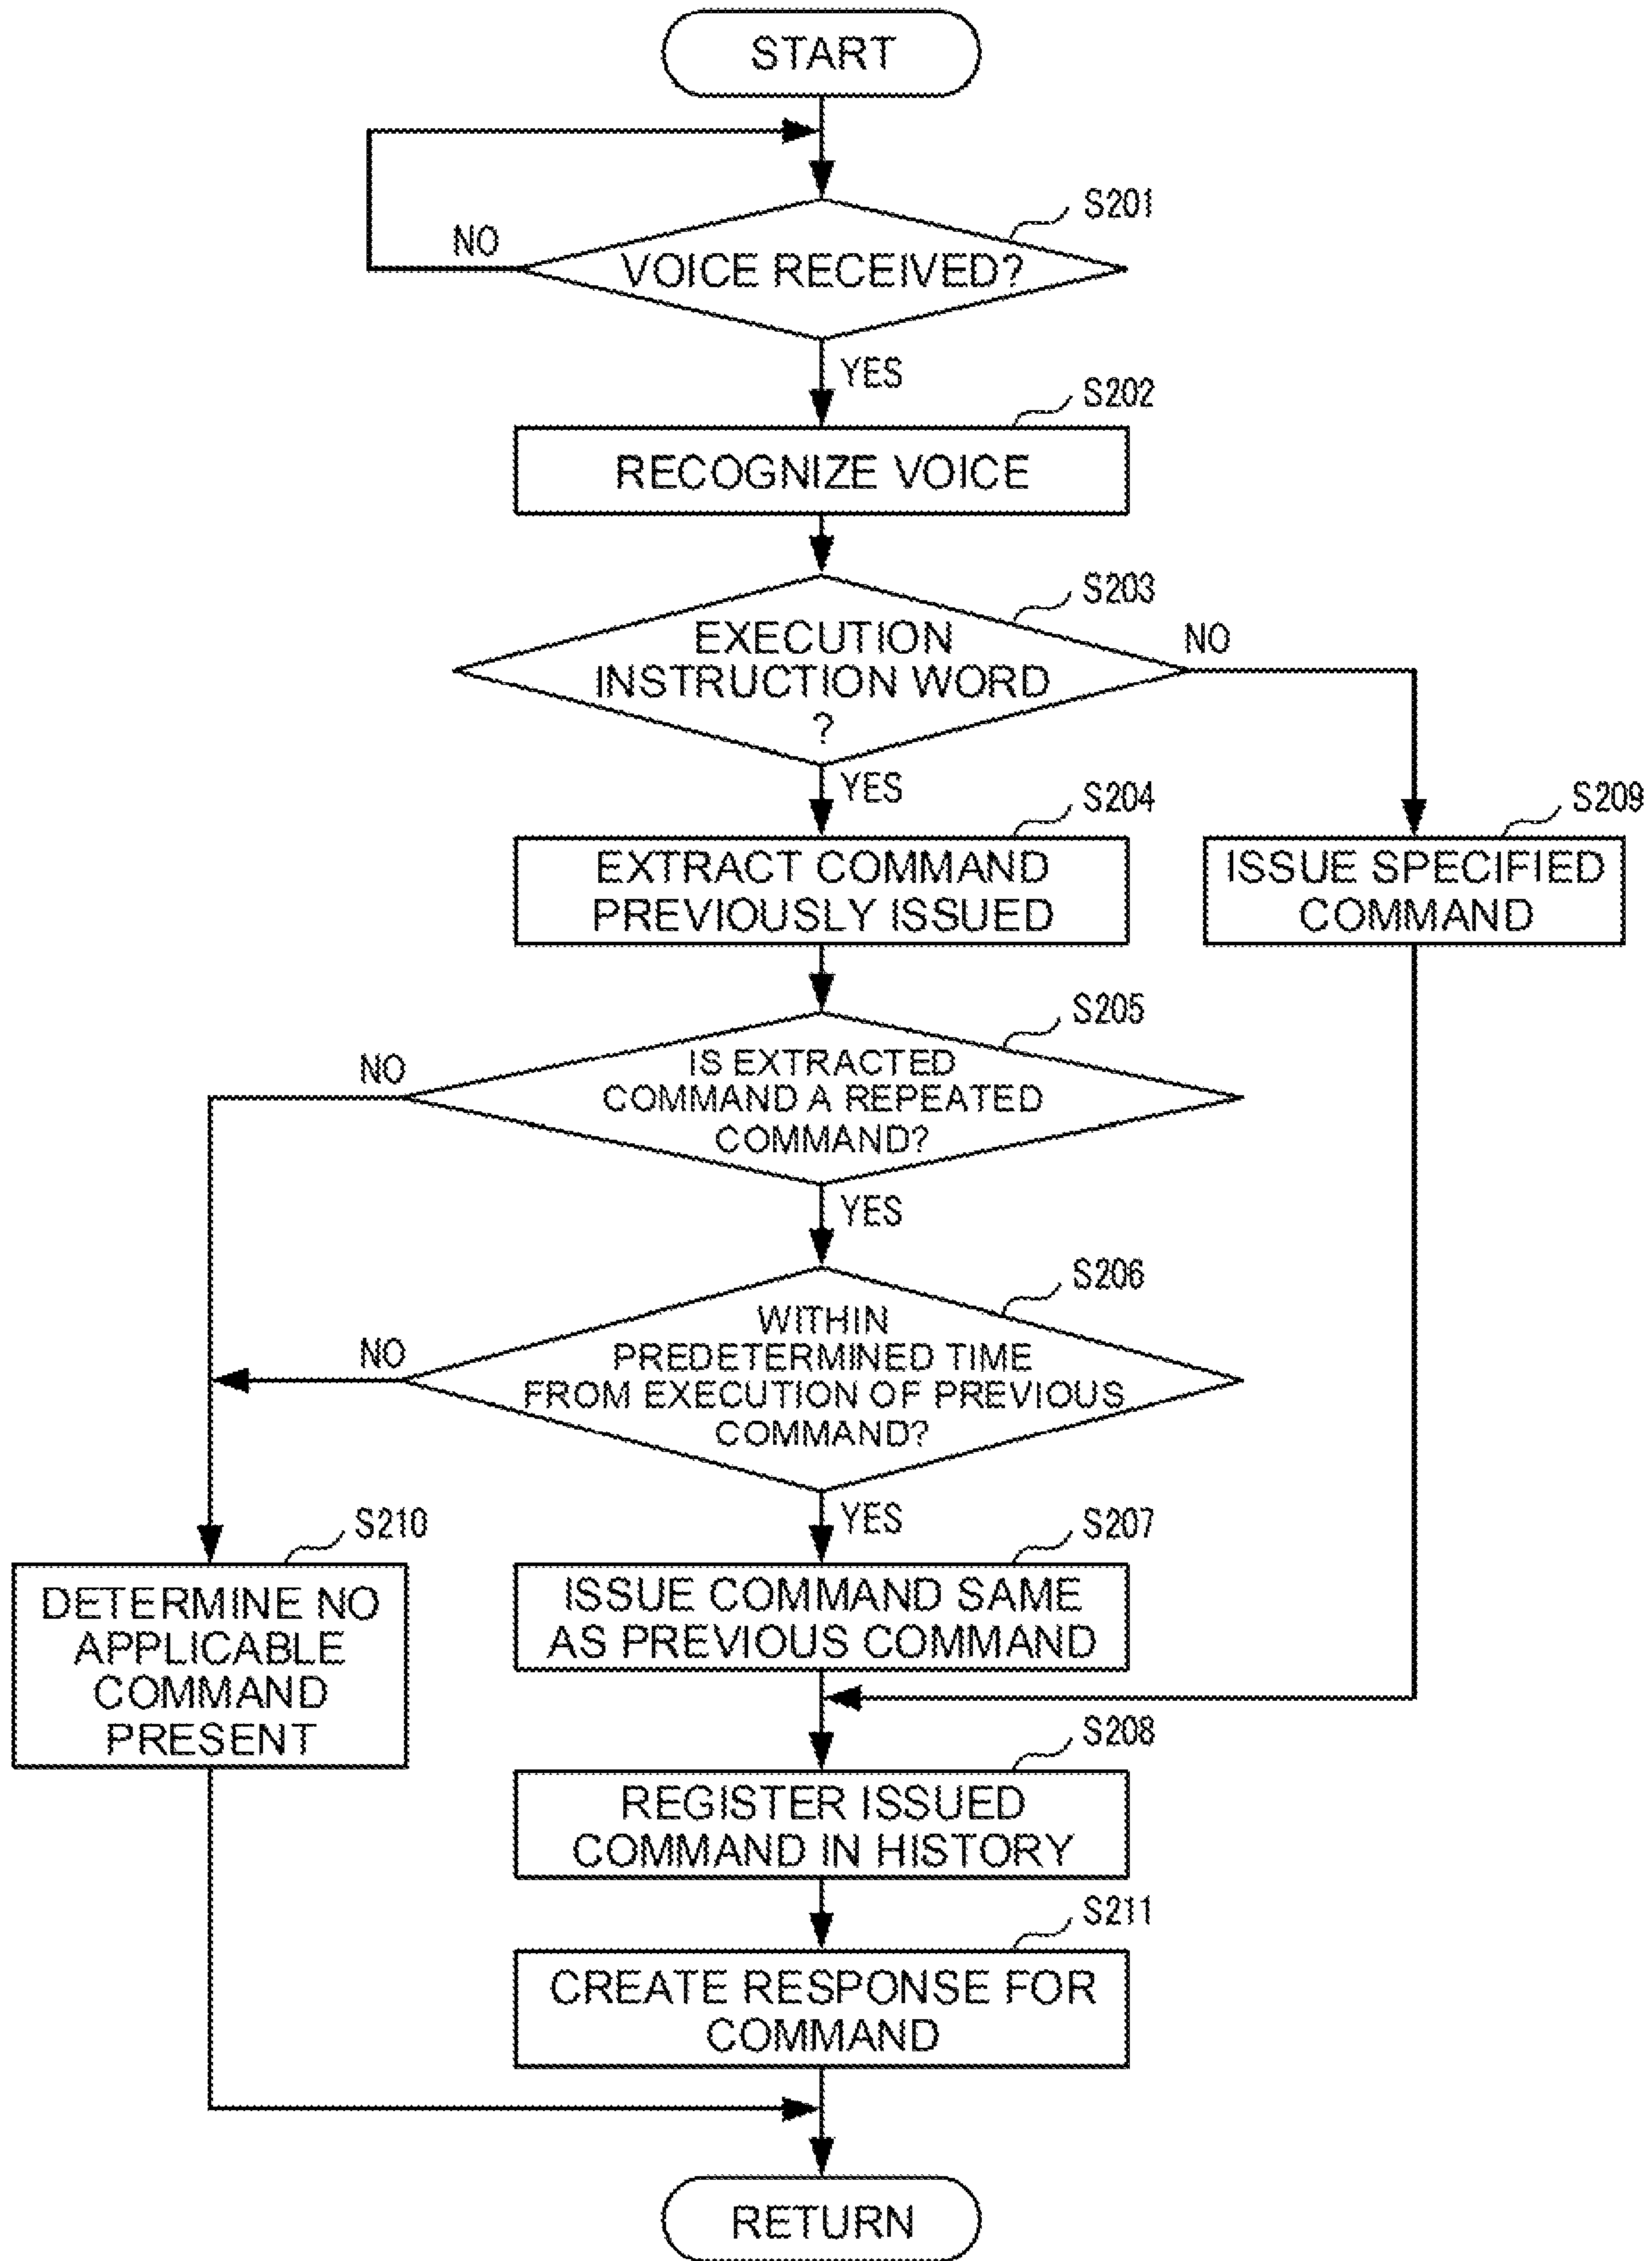 START
S201
NO
VOICE RECEIVED?
YES
S202
RECOGNIZE VOICE
S203
EXECUTION
INSTRUCTION WORD
?
NO
YES
S204
EXTRACT COMMAND
PREVIOUSLY ISSUED
S209
ISSUE SPECIFIED
COMMAND
S205
NO
IS EXTRACTED
COMMAND A REPEATED
COMMAND?
YES
S206
NO
WITHIN
PREDETERMINED TIME
FROM EXECUTION OF PREVIOUS
COMMAND?
YES
S210
DETERMINE NO
APPLICABLE
COMMAND
PRESENT
S207
ISSUE COMMAND SAME
AS PREVIOUS COMMAND
S208
REGISTER ISSUED
COMMAND IN HISTORY
S211
CREATE RESPONSE FOR
COMMAND
RETURN